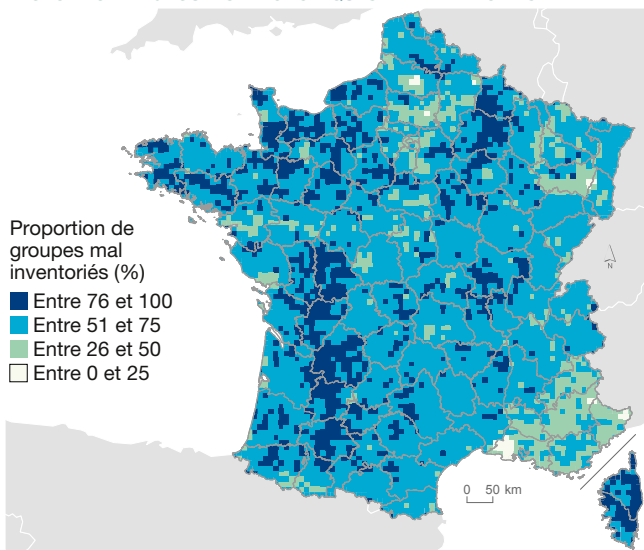 Proportion de
groupes mal
inventoriés (%)
Entre 76 et 100
Entre 51 et 75
Entre 26 et 50
Entre 0 et 25
N
0 50 km